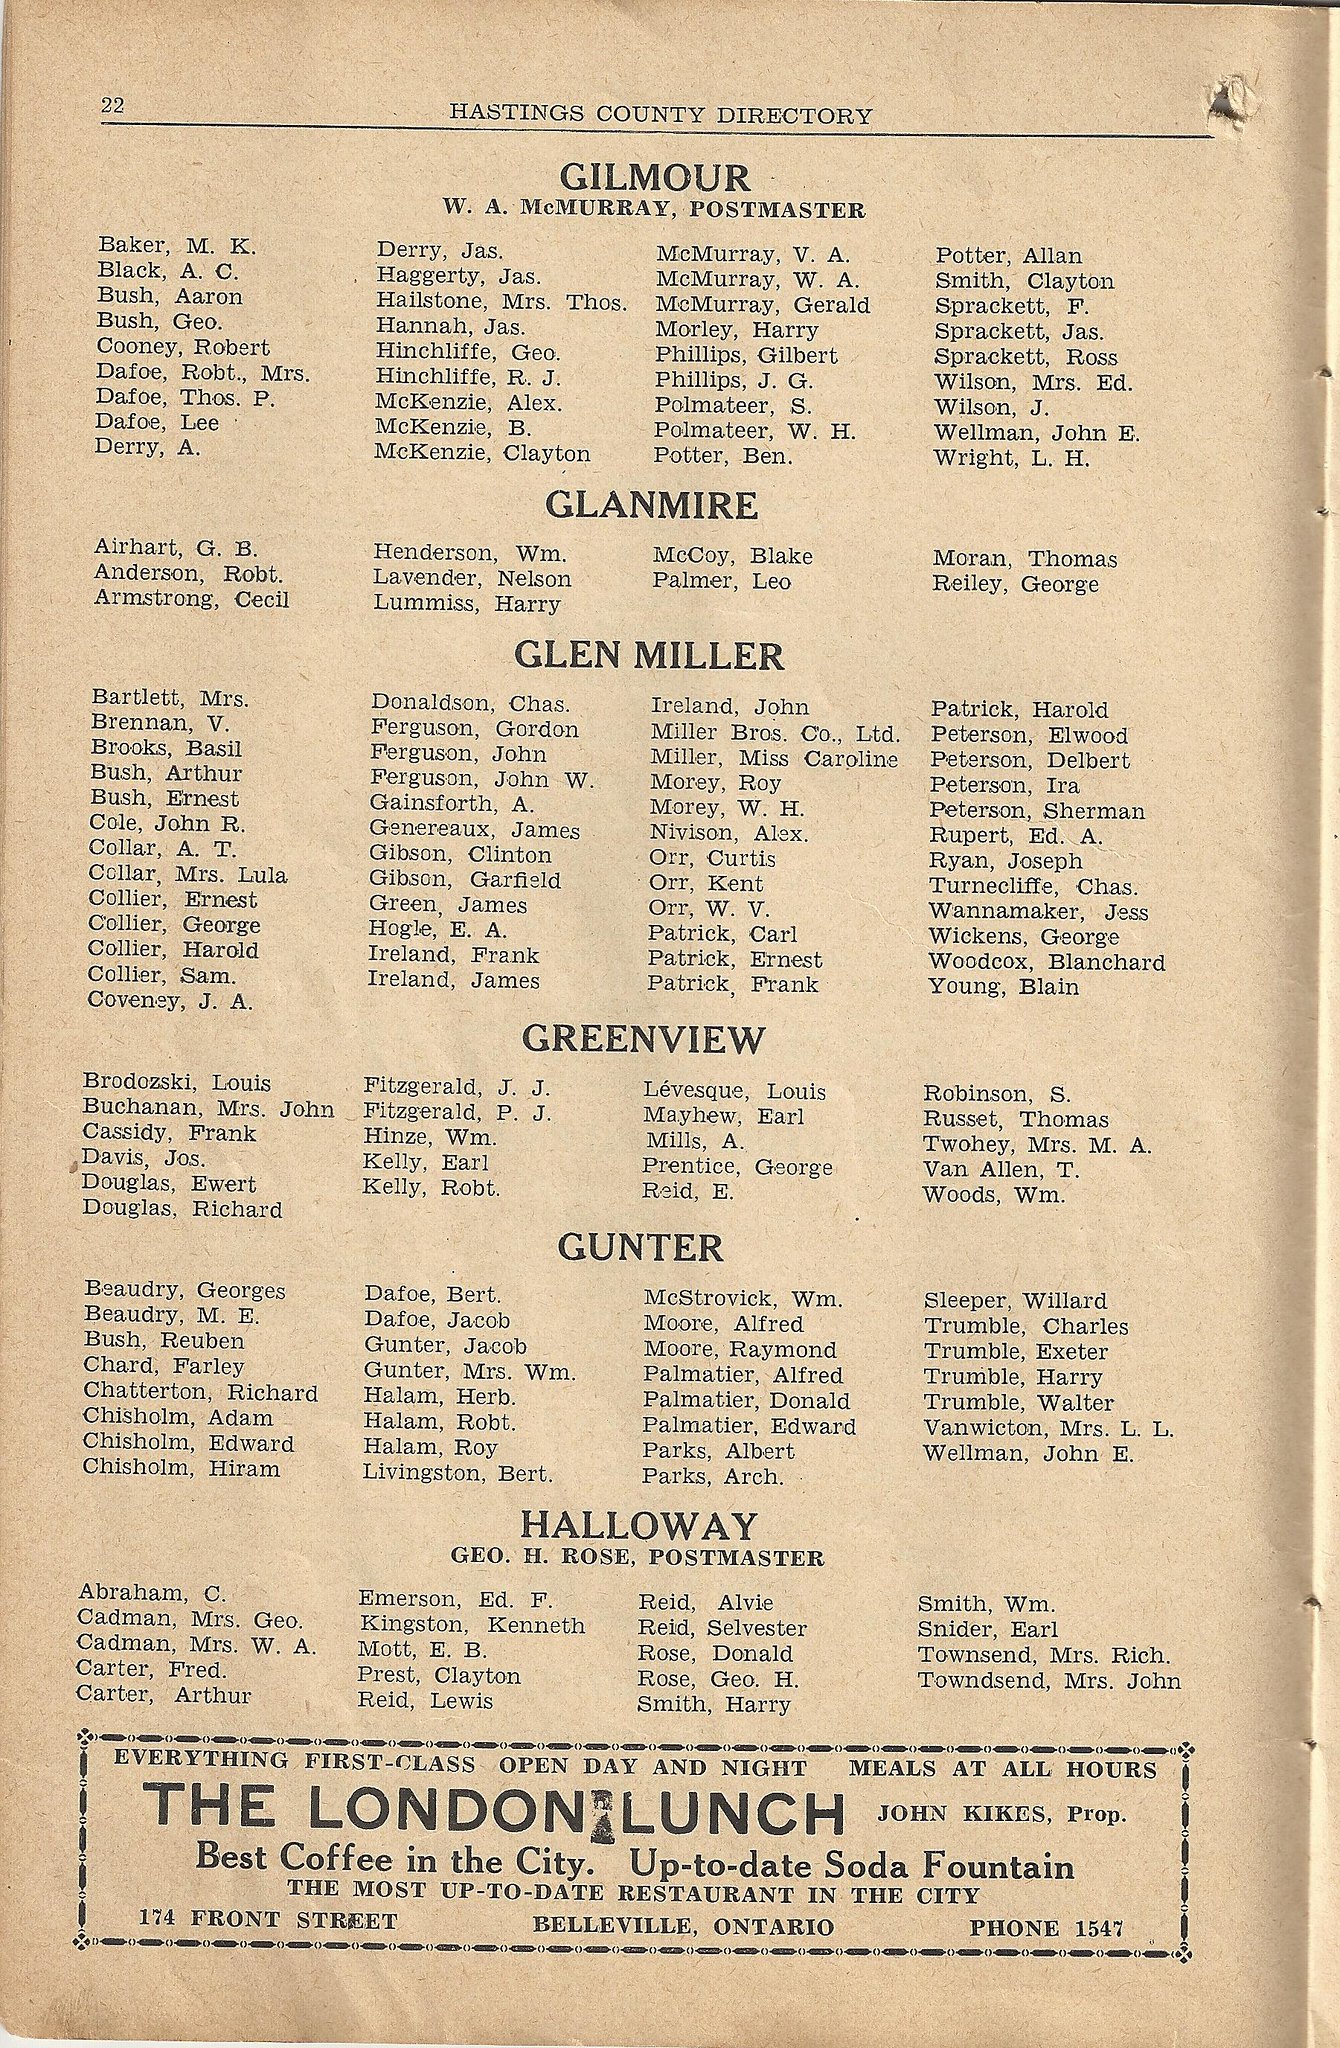 22
HASTINGS COUNTY DIRECTORY
GILMOUR
W. A. McMURRAY, POSTMASTER
Baker, M. K.
Black, A. C.
Bush, Aaron
Bush, Geo.
Cooney, Robert
Dafoe, Robt., Mrs.
Dafoe, Thos. P.
Dafoe, Lee
Derry, A.
Derry, Jas.
Haggerty, Jas.
Hailstone, Mrs. Thos.
Hannah, Jas.
Hinchliffe, Geo.
Hinchliffe, R. J.
McKenzie, Alex.
McKenzie, B.
McKenzie, Clayton
McMurray, V. A.
McMurray, W. A.
McMurray, Gerald
Morley, Harry
Phillips, Gilbert
Phillips, J. G.
Polmateer, S.
Polmateer, W. H.
Potter, Ben.
Potter, Allan
Smith, Clayton
Sprackett, F.
Sprackett, Jas.
Sprackett, Ross
Wilson, Mrs. Ed.
Wilson, J.
Wellman, John E.
Wright, L. H.
GLANMIRE
Airhart, G. B.
Anderson, Robt.
Armstrong, Cecil
Henderson, Wm.
Lavender, Nelson
Lummiss, Harry
McCoy, Blake
Palmer, Leo
Moran, Thomas
Reiley, George
GLEN MILLER
Bartlett, Mrs.
Brennan, V.
Brooks, Basil
Bush, Arthur
Bush, Ernest
Cole, John R.
Collar, A. T.
Collar, Mrs. Lula
Collier, Ernest
Collier, George
Collier, Harold
Collier, Sam.
Coveney, J. A.
Donaldson, Chas.
Ferguson, Gordon
Ferguson, John
Ferguson, John W.
Gainsforth, A.
Genereaux, James
Gibson, Clinton
Gibson, Garfield
Green, James
Hogle, E. A.
Ireland, Frank
Ireland, James
Ireland, John
Miller Bros. Co., Ltd.
Miller, Miss Caroline
Morey, Roy
Morey, W. H.
Nivison, Alex.
Orr, Curtis
Orr, Kent
Orr, W. V.
Patrick, Carl
Patrick, Ernest
Patrick, Frank
Patrick, Harold
Peterson, Elwood
Peterson, Delbert
Peterson, Ira
Peterson, Sherman
Rupert, Ed. A.
Ryan, Joseph
Turnecliffe, Chas.
Wannamaker, Jess
Wickens, George
Woodcox, Blanchard
Young, Blain
GREENVIEW
Brodozski, Louis
Buchanan, Mrs. John
Cassidy, Frank
Davis, Jos.
Douglas, Ewert
Douglas, Richard
Fitzgerald, J. J.
Fitzgerald, P. J.
Hinze, Wm.
Kelly, Earl
Kelly, Robt.
Lévesque, Louis
Mayhew, Earl
Mills, A.
Prentice, George
Reid, E.
Robinson, S.
Russet, Thomas
Twohey, Mrs. M. A.
Van Allen, T.
Woods, Wm.
GUNTER
Beaudry, Georges
Beaudry, M. E.
Bush, Reuben
Chard, Farley
Chatterton, Richard
Chisholm, Adam
Chisholm, Edward
Chisholm, Hiram
Dafoe, Bert.
Dafoe, Jacob
Gunter, Jacob
Gunter, Mrs. Wm.
Halam, Herb.
Halam, Robt.
Halam, Roy
Livingston, Bert.
McStrovick, Wm.
Moore, Alfred
Moore, Raymond
Palmatier, Alfred
Palmatier, Donald
Palmatier, Edward
Parks, Albert
Parks, Arch.
Sleeper, Willard
Trumble, Charles
Trumble, Exeter
Trumble, Harry
Trumble, Walter
Vanwicton, Mrs. L. L.
Wellman, John E.
HALLOWAY
GEO. H. ROSE, POSTMASTER
Abraham, C.
Cadman, Mrs. Geo.
Cadman, Mrs. W. A.
Carter, Fred.
Carter, Arthur
Emerson, Ed. F.
Kingston, Kenneth
Mott, E. B.
Prest, Clayton
Reid, Lewis
Reid, Alvie
Reid, Selvester
Rose, Donald
Rose, Geo. H.
Smith, Harry
Smith, Wm.
Snider, Earl
Townsend, Mrs. Rich.
Towndsend, Mrs. John
EVERYTHING FIRST-CLASS OPEN DAY AND NIGHT MEALS AT ALL HOURS
THE LONDON LUNCH JOHN KIKES, Prop.
Best Coffee in the City. Up-to-date Soda Fountain
THE MOST UP-TO-DATE RESTAURANT IN THE CITY
174 FRONT STREET BELLEVILLE, ONTARIO PHONE 1547